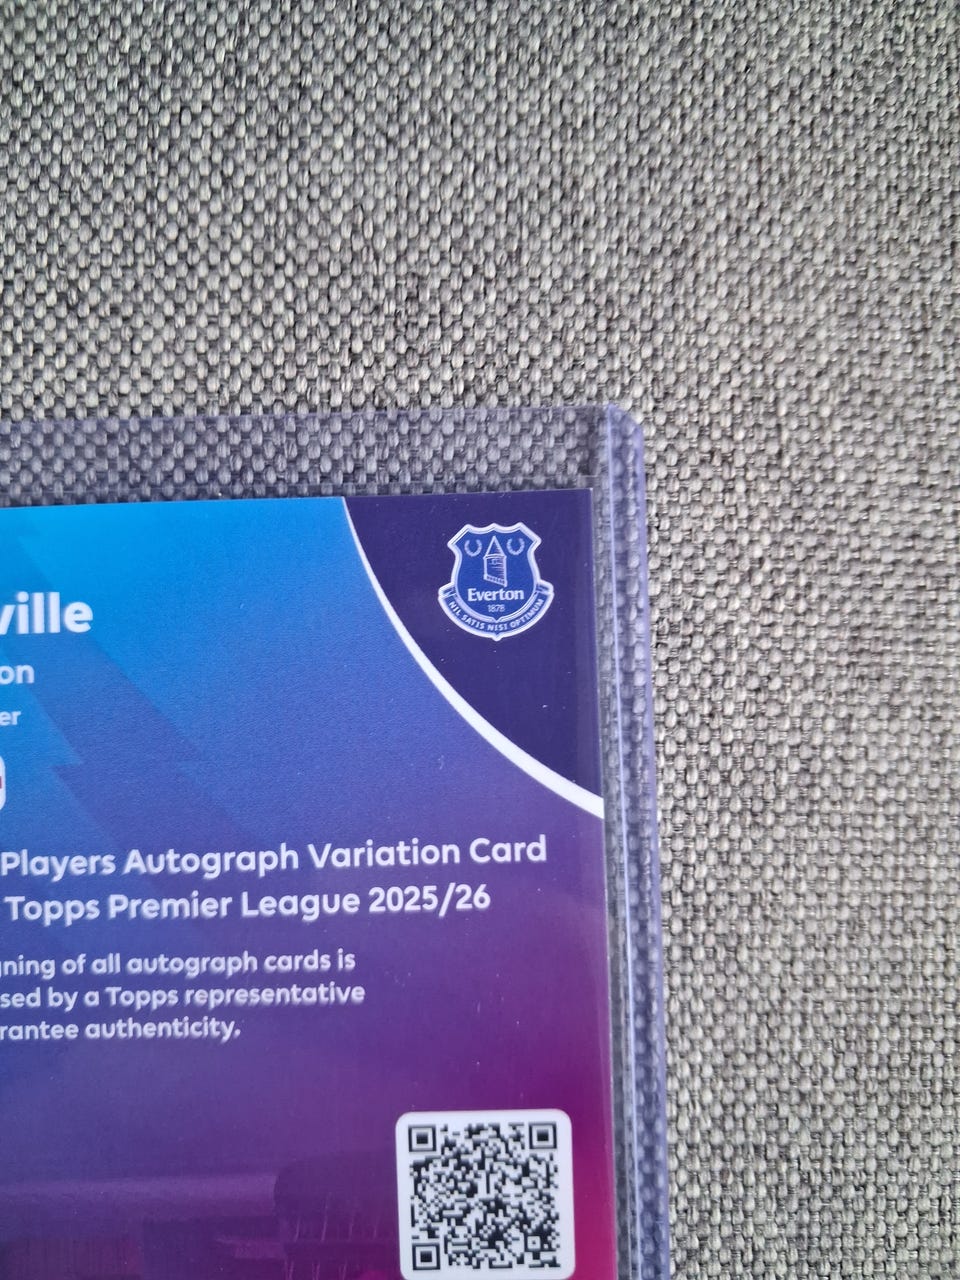 ville
on
er
Everton
1878
NIL SATIS NISI OPTIMUM
Players Autograph Variation Card
Topps Premier League 2025/26
ning of all autograph cards is
sed by a Topps representative
rantee authenticity.